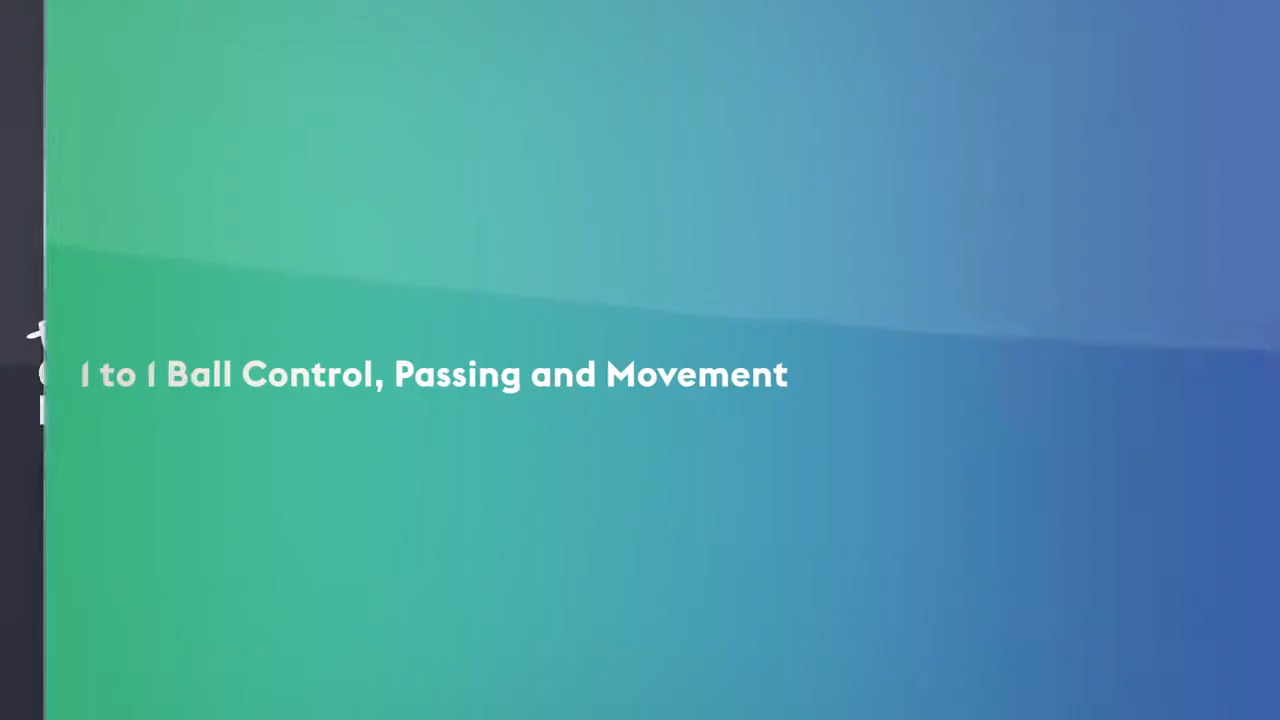 1 to 1 Ball Control, Passing and Movement